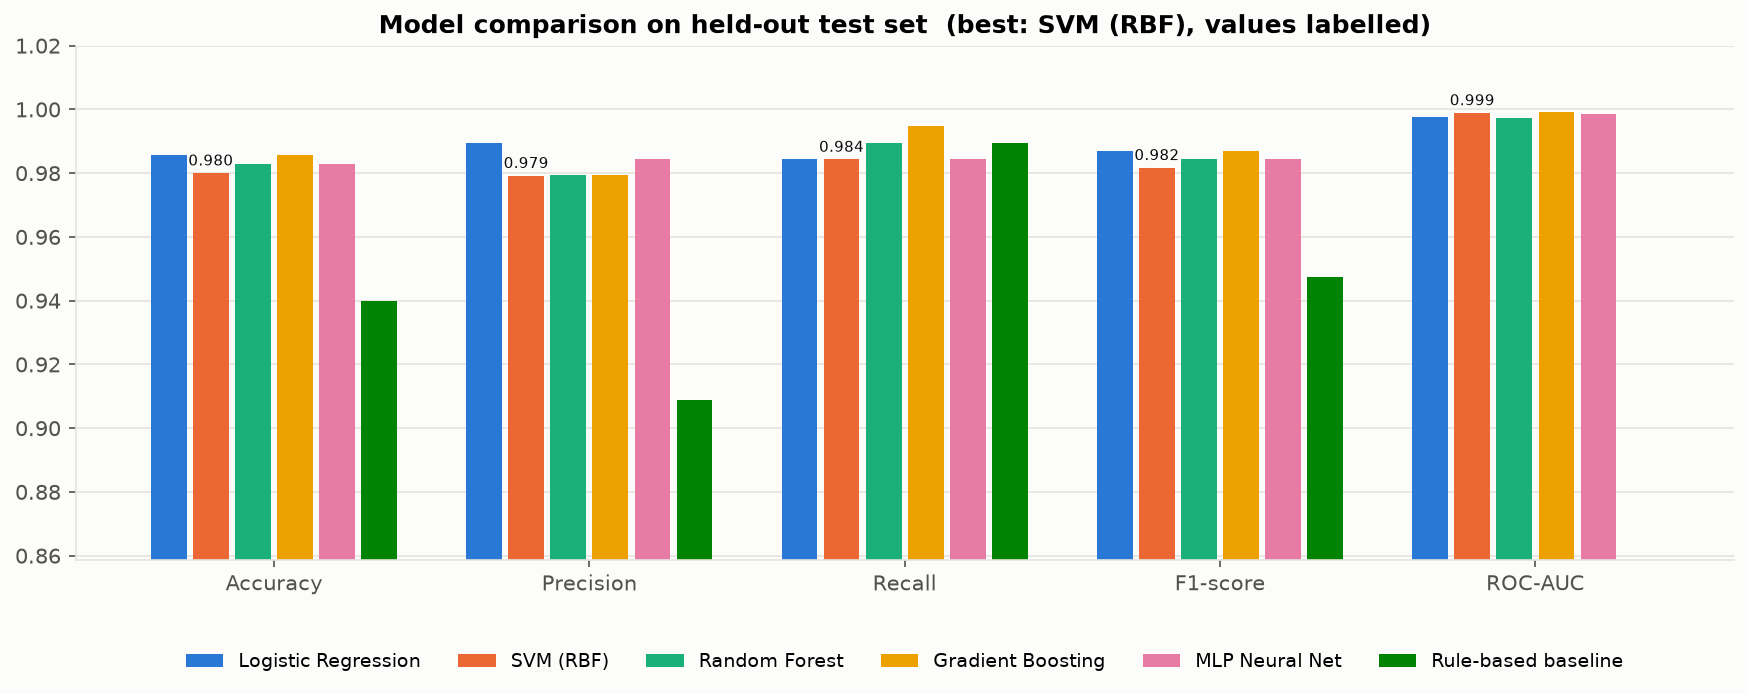 Model comparison on held-out test set  (best: SVM (RBF), values labelled)
1.02
1.00
0.98
0.96
0.94
0.92
0.90
0.88
0.86
0.980
0.979
0.984
0.982
0.999
Accuracy
Precision
Recall
F1-score
ROC-AUC
Logistic Regression
SVM (RBF)
Random Forest
Gradient Boosting
MLP Neural Net
Rule-based baseline